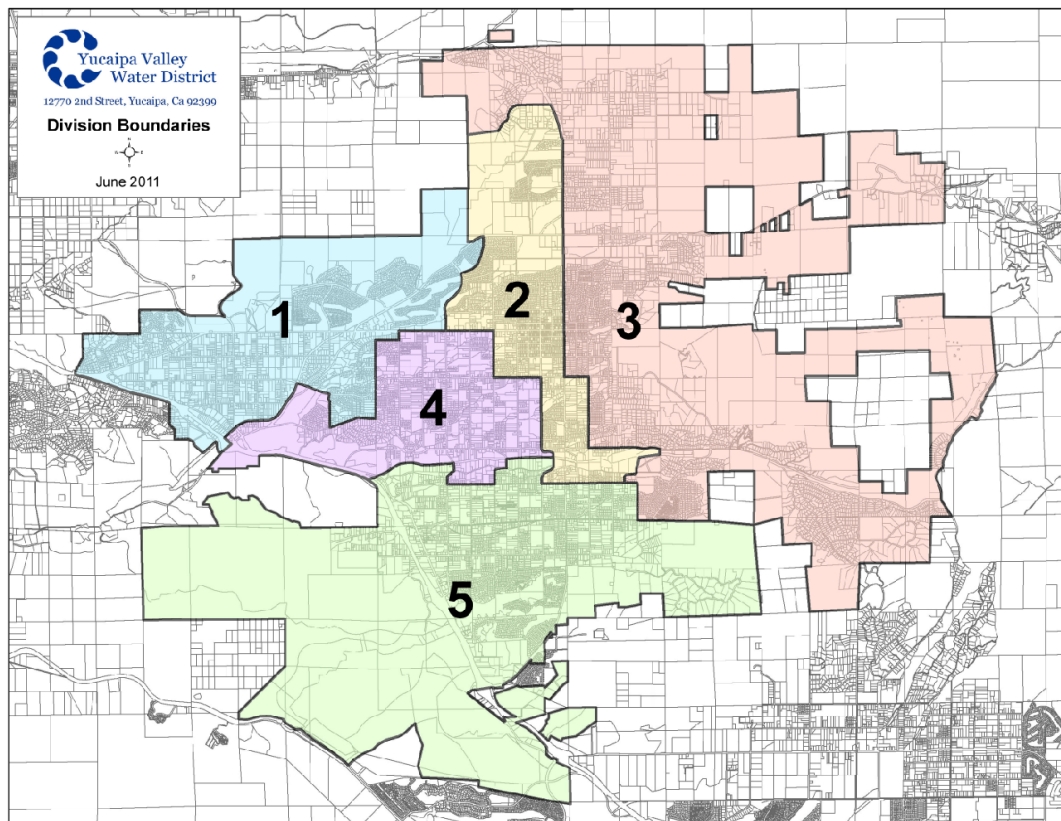 Yucaipa Valley
Water District
12770 2nd Street, Yucaipa, Ca 92399
Division Boundaries
June 2011
1
2
3
4
5